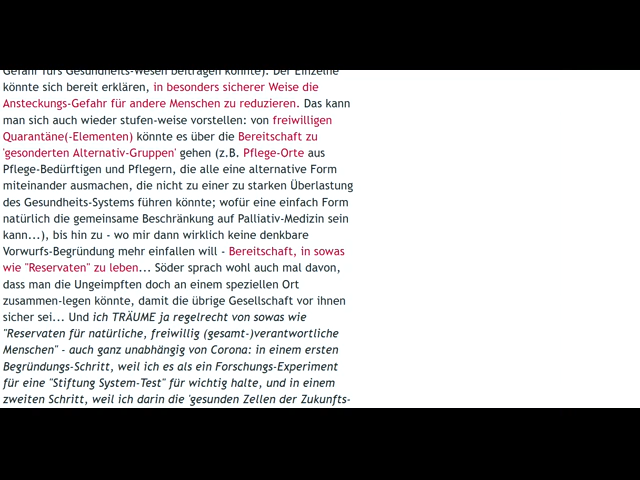 Gefahr fürs Gesundheits-Wesen beitragen könnte). Der Einzelne
könnte sich bereit erklären, in besonders sicherer Weise die
Ansteckungs-Gefahr für andere Menschen zu reduzieren. Das kann
man sich auch wieder stufen-weise vorstellen: von freiwilligen
Quarantäne(-Elementen) könnte es über die Bereitschaft zu
'gesonderten Alternativ-Gruppen' gehen (z.B. Pflege-Orte aus
Pflege-Bedürftigen und Pflegern, die alle eine alternative Form
miteinander ausmachen, die nicht zu einer zu starken Überlastung
des Gesundheits-Systems führen könnte; wofür eine einfach Form
natürlich die gemeinsame Beschränkung auf Palliativ-Medizin sein
kann...), bis hin zu - wo mir dann wirklich keine denkbare
Vorwurfs-Begründung mehr einfallen will - Bereitschaft, in sowas
wie "Reservaten" zu leben... Söder sprach wohl auch mal davon,
dass man die Ungeimpften doch an einem speziellen Ort
zusammen-legen könnte, damit die übrige Gesellschaft vor ihnen
sicher sei... Und ich TRÄUME ja regelrecht von sowas wie
"Reservaten für natürliche, freiwillig (gesamt-)verantwortliche
Menschen" - auch ganz unabhängig von Corona: in einem ersten
Begründungs-Schritt, weil ich es als ein Forschungs-Experiment
für eine "Stiftung System-Test" für wichtig halte, und in einem
zweiten Schritt, weil ich darin die 'gesunden Zellen der Zukunfts-